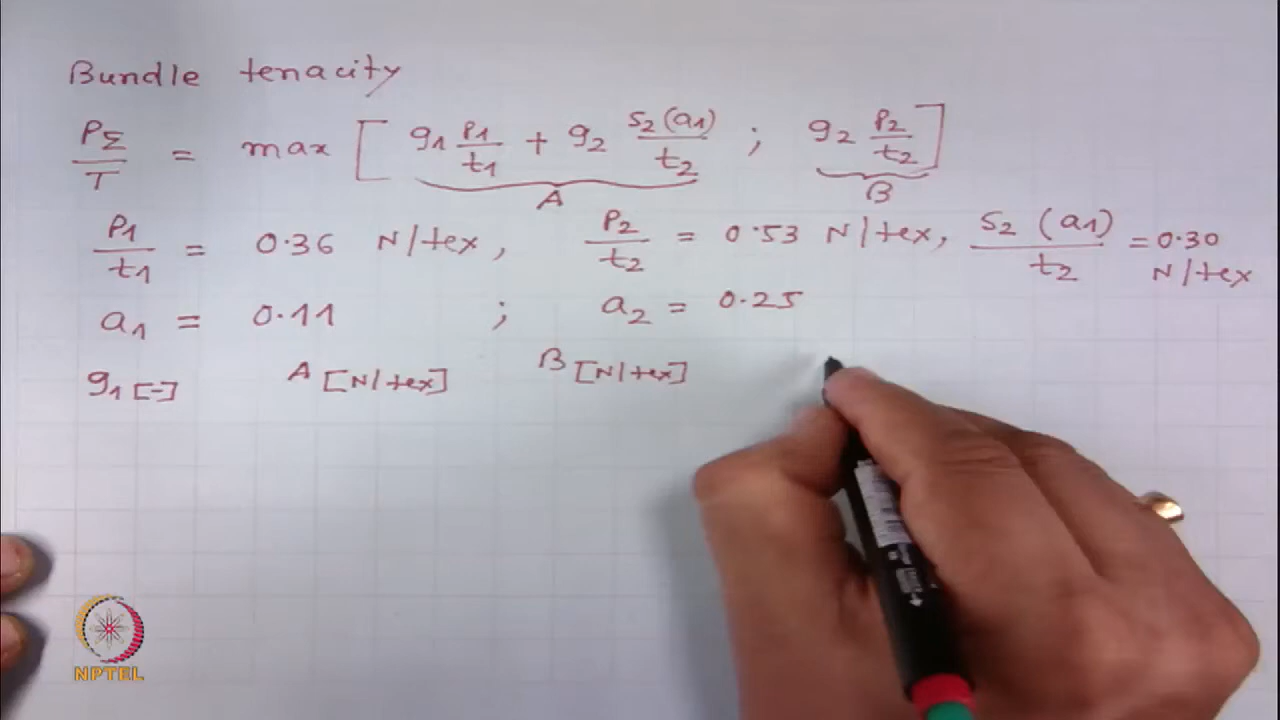 Bundle tenacity
PΣ/T = max [ g1 p1/t1 + g2 s2(a1)/t2 ; g2 p2/t2 ]
A B
p1/t1 = 0.36 N/tex, p2/t2 = 0.53 N/tex, s2(a1)/t2 = 0.30 N/tex
a1 = 0.11 ; a2 = 0.25
g1 [-] A [N/tex] B [N/tex]
NPTEL